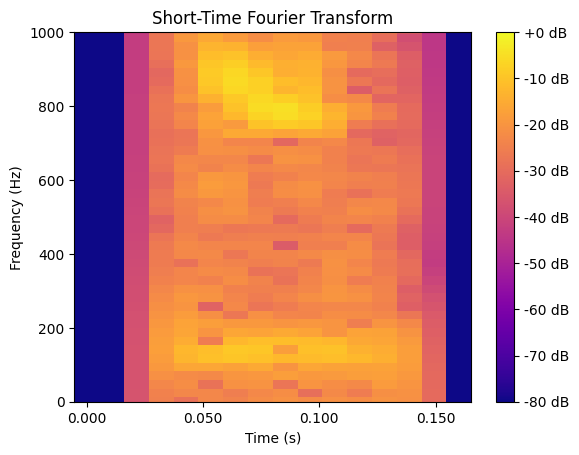 Short-Time Fourier Transform
1000
800
600
400
200
0
Frequency (Hz)
0.000
0.050
0.100
0.150
Time (s)
+0 dB
-10 dB
-20 dB
-30 dB
-40 dB
-50 dB
-60 dB
-70 dB
-80 dB